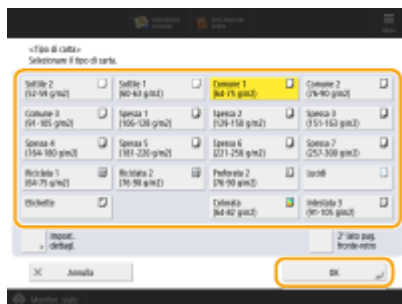 <Tipo di carta>
Selezionare il tipo di carta.
Sottile 2
(52-59 g/m2)
Sottile 1
(60-63 g/m2)
Comune 1
(64-75 g/m2)
Comune 2
(76-90 g/m2)
Comune 3
(91-105 g/m2)
Spessa 1
(106-128 g/m2)
Spessa 2
(129-150 g/m2)
Spessa 3
(151-163 g/m2)
Spessa 4
(164-180 g/m2)
Spessa 5
(181-220 g/m2)
Spessa 6
(221-256 g/m2)
Spessa 7
(257-300 g/m2)
Riciclata 1
(64-75 g/m2)
Riciclata 2
(76-90 g/m2)
Perforata 2
(76-90 g/m2)
Lucidi
Etichette
Colorata
(64-82 g/m2)
Intestata 3
(91-105 g/m2)
Impost.
dettagl.
2° lato pag.
fronte-retro
Annulla
OK